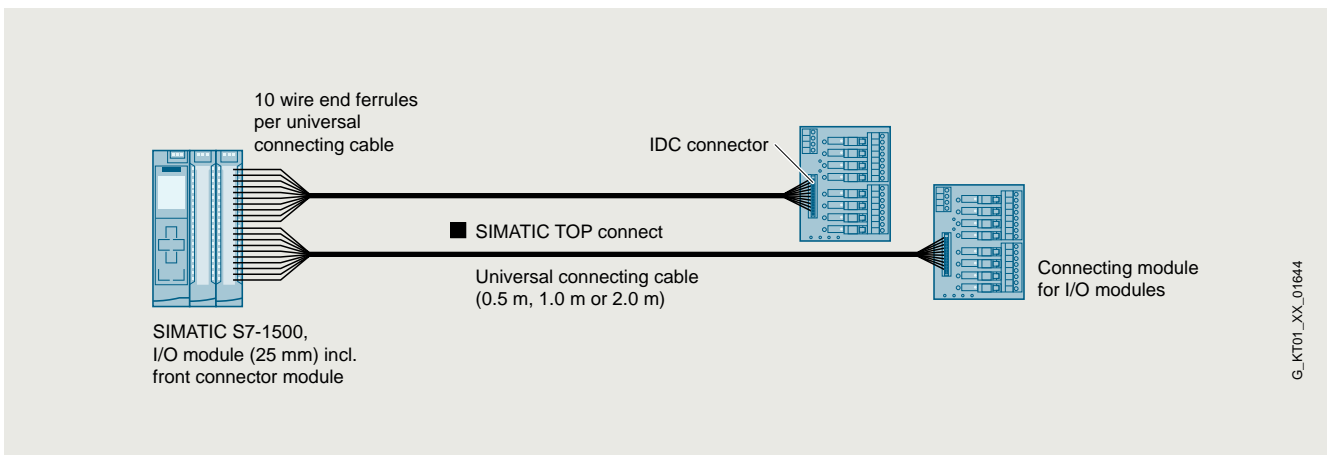 10 wire end ferrules
per universal
connecting cable
IDC connector
SIMATIC TOP connect
Universal connecting cable
(0.5 m, 1.0 m or 2.0 m)
Connecting module
for I/O modules
SIMATIC S7-1500,
I/O module (25 mm) incl.
front connector module
G_KT01_XX_01644